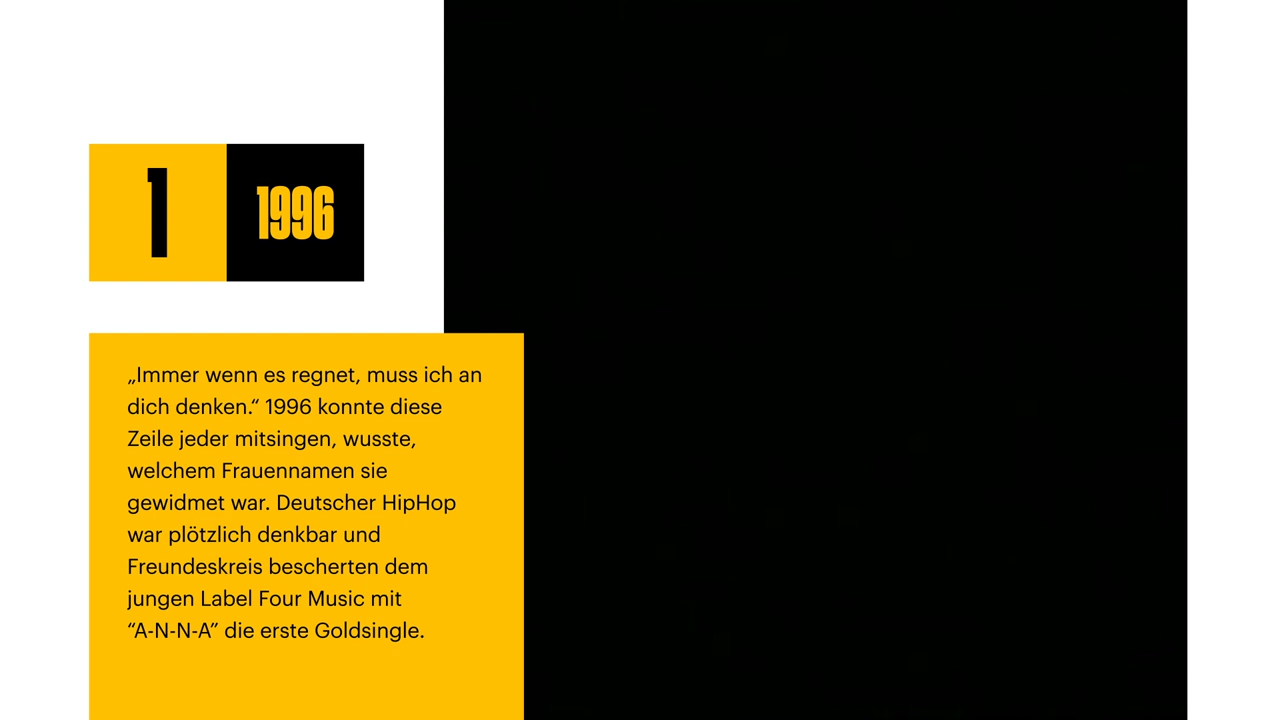 1
1996
„Immer wenn es regnet, muss ich an
dich denken.“ 1996 konnte diese
Zeile jeder mitsingen, wusste,
welchem Frauennamen sie
gewidmet war. Deutscher HipHop
war plötzlich denkbar und
Freundeskreis bescherten dem
jungen Label Four Music mit
“A-N-N-A” die erste Goldsingle.